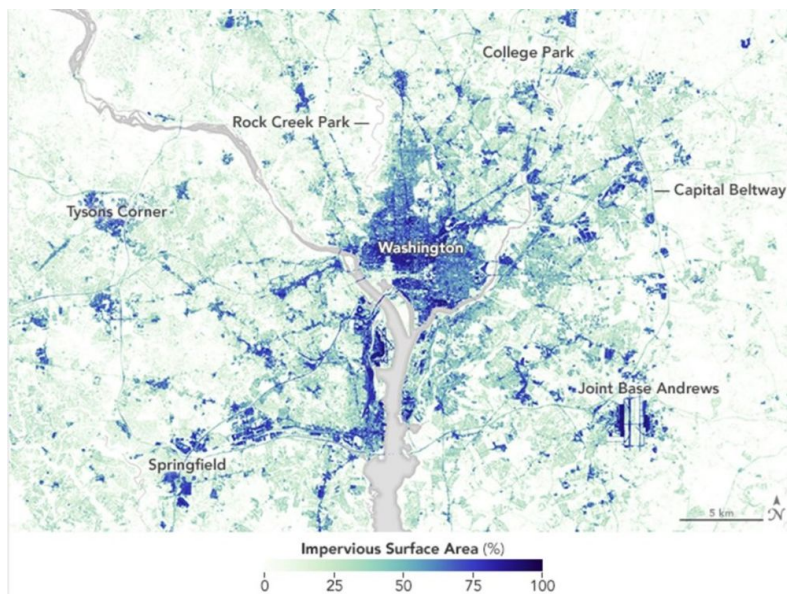 College Park
Rock Creek Park
Capital Beltway
Tysons Corner
Washington
Joint Base Andrews
Springfield
5 km
N
Impervious Surface Area (%)
0 25 50 75 100